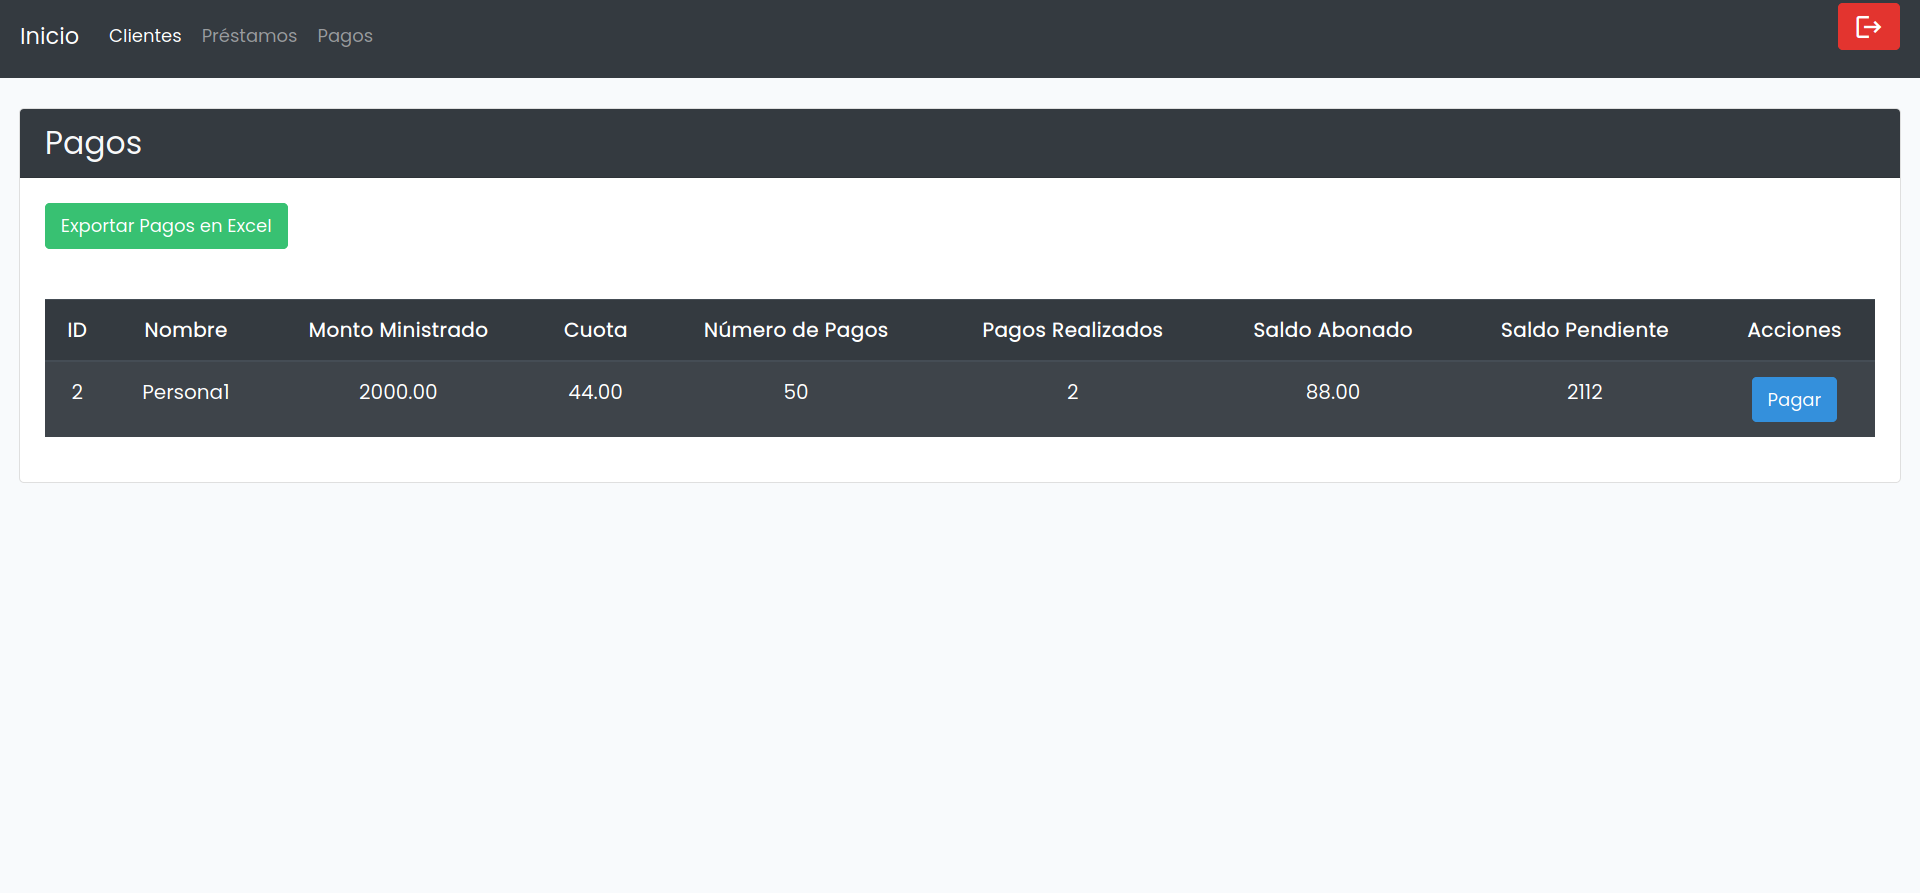 Inicio Clientes Préstamos Pagos
Pagos
Exportar Pagos en Excel
ID Nombre Monto Ministrado Cuota Número de Pagos Pagos Realizados Saldo Abonado Saldo Pendiente Acciones
2 Persona1 2000.00 44.00 50 2 88.00 2112 Pagar